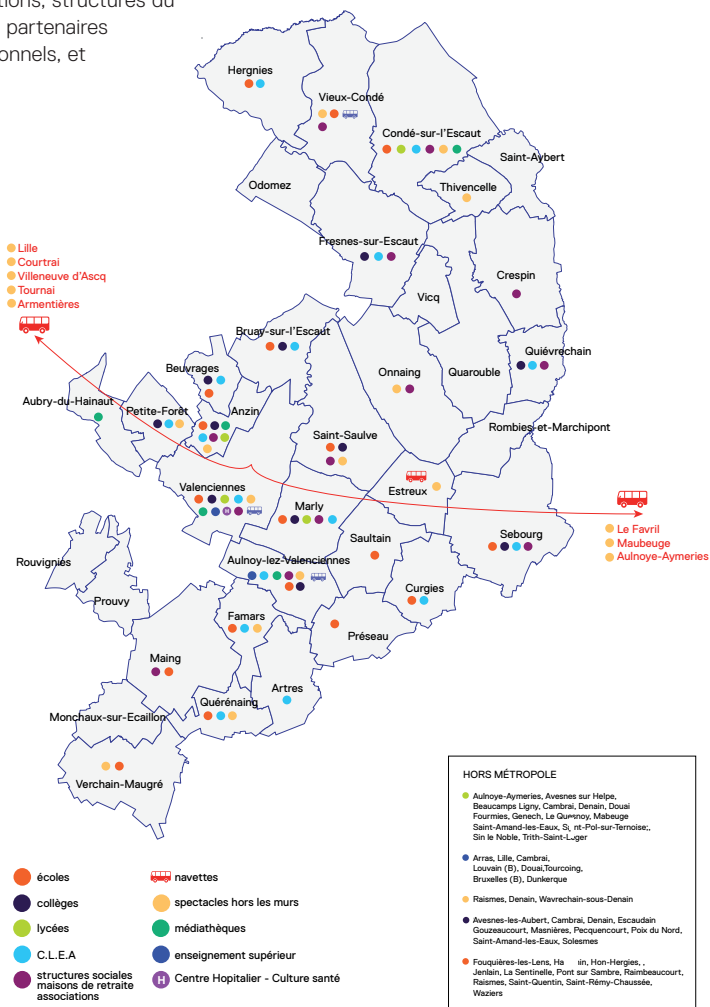 tions, structures du
partenaires
onnels, et
Hergnies
Vieux-Condé
Condé-sur-l'Escaut
Saint-Aybert
Odomez
Thivencelle
Fresnes-sur-Escaut
Lille
Courtrai
Villeneuve d'Ascq
Tournai
Armentières
Crespin
Vicq
Bruay-sur-l'Escaut
Quiévrechain
Beuvrages
Onnaing
Quarouble
Aubry-du-Hainaut
Petite-Forêt
Anzin
Rombies-et-Marchipont
Saint-Saulve
Valenciennes
Estreux
H
Marly
Le Favril
Maubeuge
Aulnoye-Aymeries
Saultain
Sebourg
Rouvignies
Aulnoy-lez-Valenciennes
Prouvy
Curgies
Famars
Préseau
Maing
Artres
Quérénaing
Monchaux-sur-Ecaillon
Verchain-Maugré
écoles
collèges
lycées
C.L.E.A
structures sociales
maisons de retraite
associations
navettes
spectacles hors les murs
médiathèques
enseignement supérieur
H Centre Hopitalier - Culture santé
HORS MÉTROPOLE
Aulnoye-Aymeries, Avesnes sur Helpe,
Beaucamps Ligny, Cambrai, Denain, Douai
Fourmies, Genech, Le Quesnoy, Mabeuge
Saint-Amand-les-Eaux, -Pol-sur-Ternoise;,
Sin le Noble, Trith-Saint-Leger
Arras, Lille, Cambrai,
Louvain (B), Douai,Tourcoing,
Bruxelles (B), Dunkerque
Raismes, Denain, Wavrechain-sous-Denain
Avesnes-les-Aubert, Cambrai, Denain, Escaudain
Gouzeaucourt, Masnières, Pecquencourt, Poix du Nord,
Saint-Amand-les-Eaux, Solesmes
Fouquières-les-Lens, Hon-Hergies, ,
Jenlain, La Sentinelle, Pont sur Sambre, Raimbeaucourt,
Raismes, Saint-Quentin, Saint-Rémy-Chaussée,
Waziers